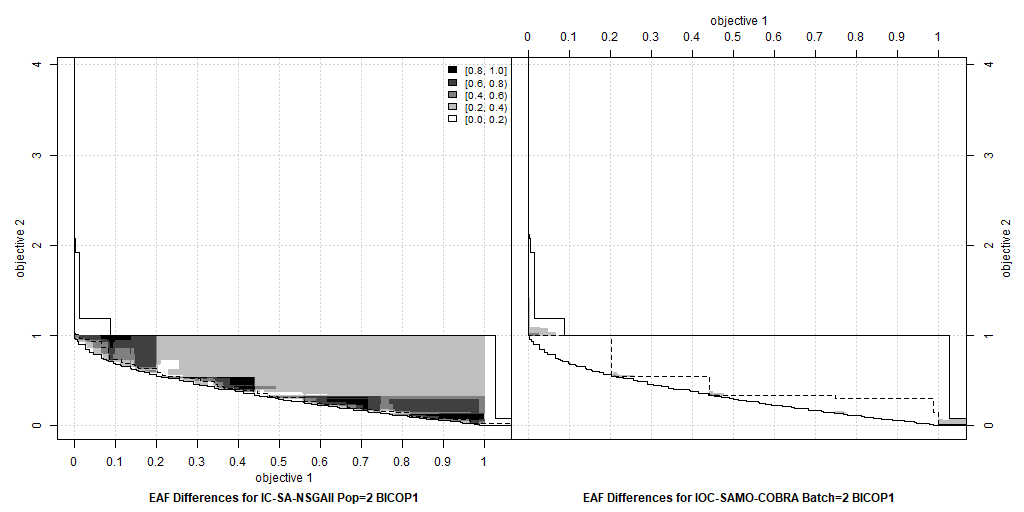 objective 1
0 0.1 0.2 0.3 0.4 0.5 0.6 0.7 0.8 0.9 1
4
3
2
1
0
objective 2
[0.8, 1.0]
[0.6, 0.8)
[0.4, 0.6)
[0.2, 0.4)
[0.0, 0.2)
4
3
2
1
0
objective 2
0 0.1 0.2 0.3 0.4 0.5 0.6 0.7 0.8 0.9 1
objective 1
EAF Differences for IC-SA-NSGAII Pop=2 BICOP1
EAF Differences for IOC-SAMO-COBRA Batch=2 BICOP1